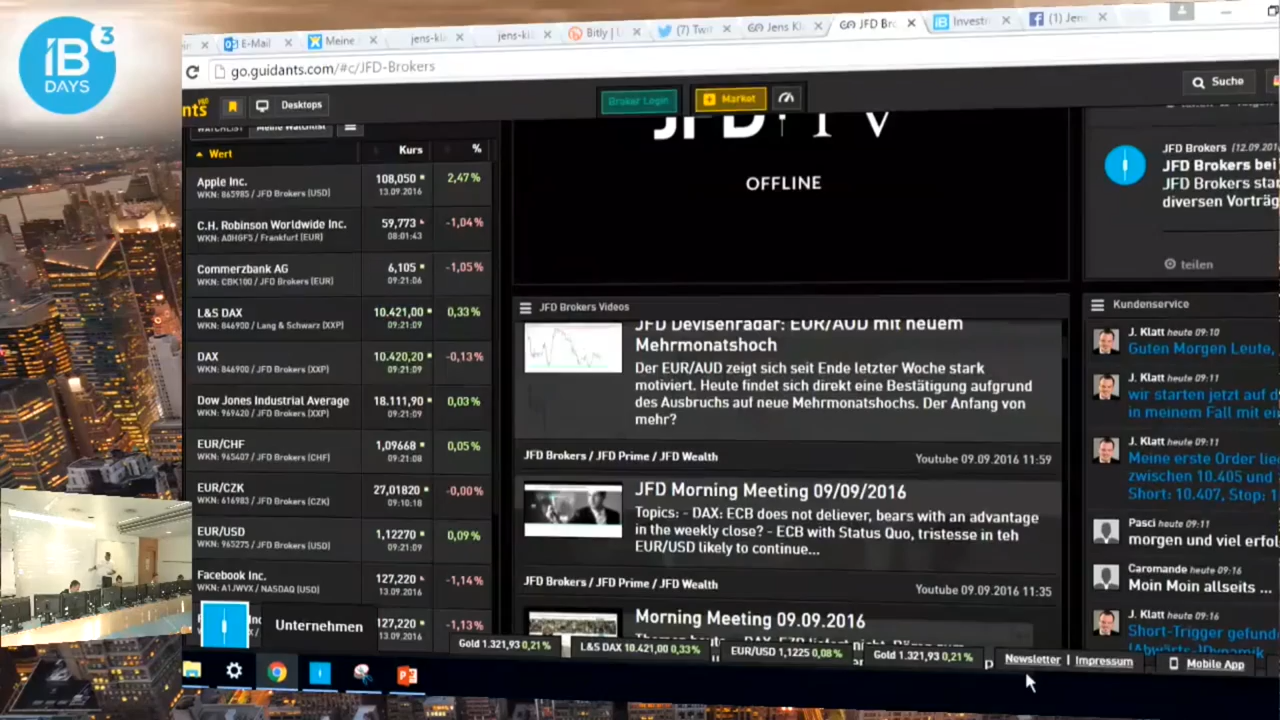 IB
3
DAYS
E-Mail
Meine
Bitly | U
go.guidants.com/#c/JFD-Brokers
nts PRO
Desktops
Broker Login
Market
Suche
WATCHLIST
Meine Watchlist
Wert Kurs %
Apple Inc. 108,050 2,47%
WKN: 865985 / JFD Brokers (USD) 13.09.2016
C.H. Robinson Worldwide Inc. 59,773 -1,04%
WKN: A0HGF5 / Frankfurt (EUR) 08:01:43
Commerzbank AG 6,105 -1,05%
WKN: CBK100 / JFD Brokers (EUR) 09:21:06
L&S DAX 10.421,00 0,33%
WKN: 846900 / Lang & Schwarz (XXP) 09:21:09
DAX 10.420,20 -0,13%
WKN: 846900 / JFD Brokers (XXP) 09:21:09
Dow Jones Industrial Average 18.111,90 0,03%
WKN: 969420 / JFD Brokers (XXP) 09:21:09
EUR/CHF 1,09668 0,05%
WKN: 965407 / JFD Brokers (CHF) 09:21:08
EUR/CZK 27,01820 -0,00%
WKN: 616983 / JFD Brokers (CZK) 09:10:18
EUR/USD 1,12270 0,09%
WKN: 965275 / JFD Brokers (USD) 09:21:09
Facebook Inc. 127,220 -1,14%
WKN: A1JWVX / NASDAQ (USD) 13.09.2016
127,220 -1,13%
13.09.2016
Unternehmen
JFD TV
OFFLINE
JFD Brokers Videos
JFD Devisenradar: EUR/AUD mit neuem
Mehrmonatshoch
Der EUR/AUD zeigt sich seit Ende letzter Woche stark
motiviert. Heute findet sich direkt eine Bestätigung aufgrund
des Ausbruchs auf neue Mehrmonatshochs. Der Anfang von
mehr?
JFD Brokers / JFD Prime / JFD Wealth Youtube 09.09.2016 11:59
JFD Morning Meeting 09/09/2016
Topics: - DAX: ECB does not deliever, bears with an advantage
in the weekly close? - ECB with Status Quo, tristesse in teh
EUR/USD likely to continue...
JFD Brokers / JFD Prime / JFD Wealth Youtube 09.09.2016 11:35
Morning Meeting 09.09.2016
JFD Brokers (12.09.201
JFD Brokers bei
JFD Brokers star
diversen Vorträg
teilen
Kundenservice
J. Klatt heute 09:10
Guten Morgen Leute,
J. Klatt heute 09:11
wir starten jetzt auf d
in meinem Fall mit ei
J. Klatt heute 09:11
Meine erste Order lie
zwischen 10.405 und
Short: 10.407, Stop: 1
Pasci heute 09:11
morgen und viel erfol
Caromande heute 09:16
Moin Moin allseits ...
J. Klatt heute 09:16
Short-Trigger gefund
(Abwärts-)Dynamik
Gold 1.321,93 0,21%
L&S DAX 10.421,00 0,33%
EUR/USD 1,1225 0,08%
Gold 1.321,93 0,21%
Newsletter | Impressum
Mobile App